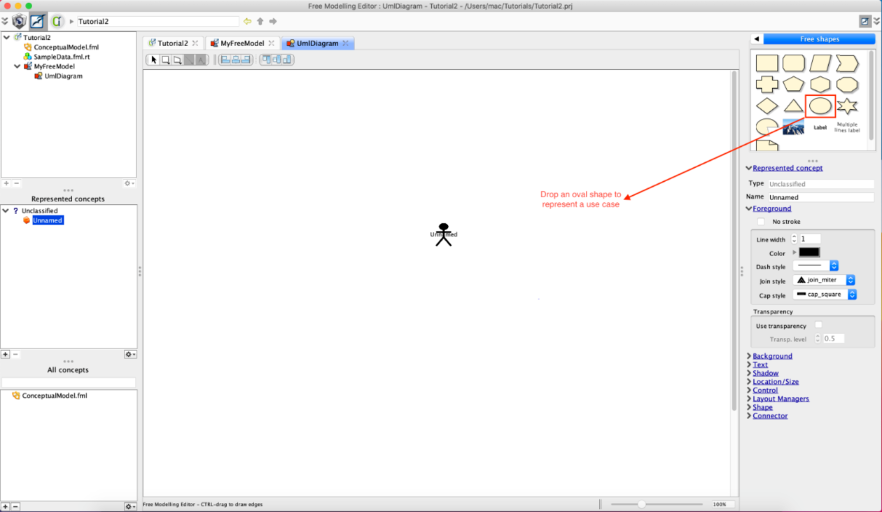 Free Modelling Editor : UmlDiagram - Tutorial2 - /Users/mac/Tutorials/Tutorial2.prj
Tutorial2
Tutorial2
ConceptualModel.fml
SampleData.fml.rt
MyFreeModel
UmlDiagram
Represented concepts
? Unclassified
Unnamed
All concepts
ConceptualModel.fml
Tutorial2
MyFreeModel
UmlDiagram
Unnamed
Drop an oval shape to
represent a use case
Free Modelling Editor - CTRL-drag to draw edges
100%
Free shapes
Label
Multiple
lines label
Represented concept
Type Unclassified
Name Unnamed
Foreground
No stroke
Line width: 1
Color
Dash style
Join style join_miter
Cap style cap_square
Transparency
Use transparency
Transp. level 0.5
Background
Text
Shadow
Location/Size
Control
Layout Managers
Shape
Connector